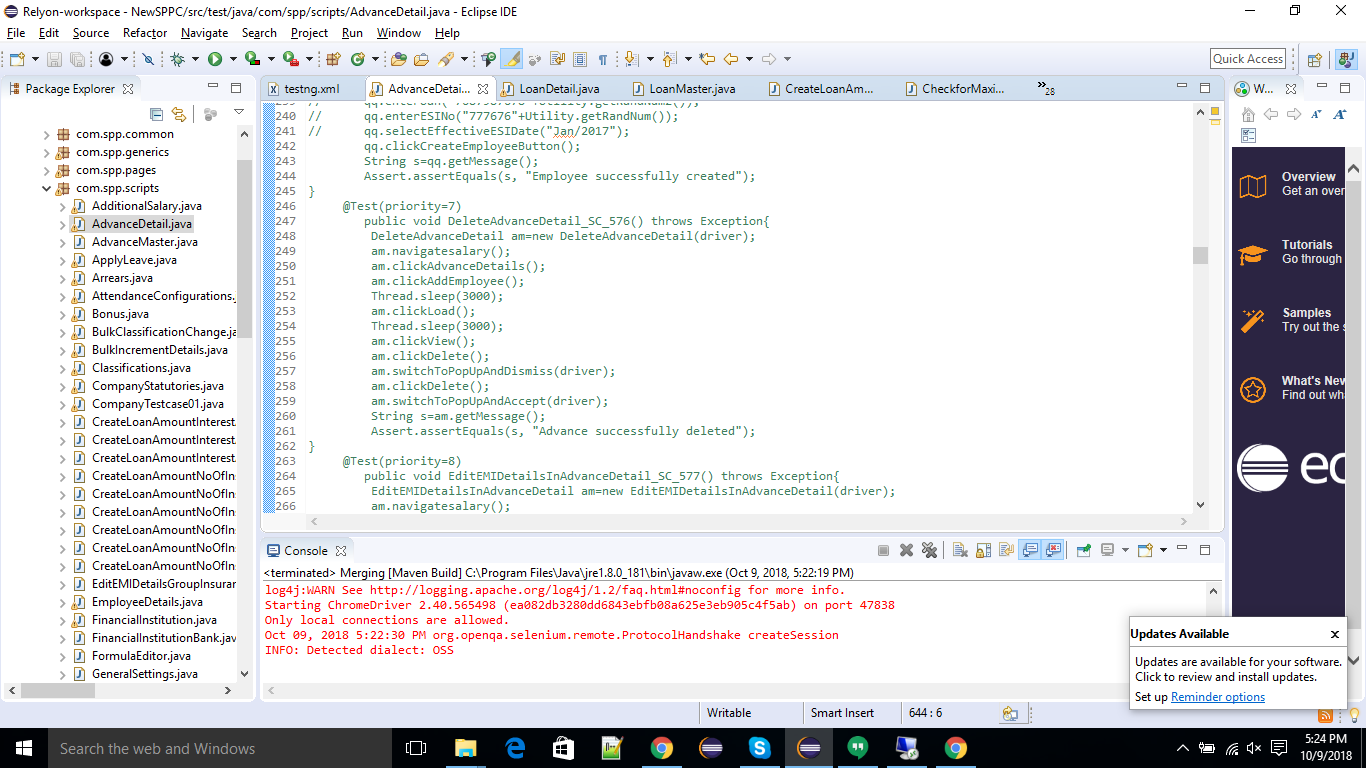 Relyon-workspace - NewSPPC/src/test/java/com/spp/scripts/AdvanceDetail.java - Eclipse IDE
File Edit Source Refactor Navigate Search Project Run Window Help
Quick Access
Package Explorer
com.spp.common
com.spp.generics
com.spp.pages
com.spp.scripts
AdditionalSalary.java
AdvanceDetail.java
AdvanceMaster.java
ApplyLeave.java
Arrears.java
AttendanceConfigurations.
Bonus.java
BulkClassificationChange.ja
BulkIncrementDetails.java
Classifications.java
CompanyStatutories.java
CompanyTestcase01.java
CreateLoanAmountInterest
CreateLoanAmountInterest
CreateLoanAmountInterest
CreateLoanAmountNoOfIn
CreateLoanAmountNoOfIn
CreateLoanAmountNoOfIn
CreateLoanAmountNoOfIn
CreateLoanAmountNoOfIn
CreateLoanAmountNoOfIn
EditEMIDetailsGroupInsurar
EmployeeDetails.java
FinancialInstitution.java
FinancialInstitutionBank.jav
FormulaEditor.java
GeneralSettings.java
testng.xml AdvanceDetai... LoanDetail.java LoanMaster.java CreateLoanAm... CheckforMaxi... 28
240 // qq.enterESINo("777676"+Utility.getRandNum());
241 // qq.selectEffectiveESIDate("Jan/2017");
242 qq.clickCreateEmployeeButton();
243 String s=qq.getMessage();
244 Assert.assertEquals(s, "Employee successfully created");
245 }
246 @Test(priority=7)
247 public void DeleteAdvanceDetail_SC_576() throws Exception{
248 DeleteAdvanceDetail am=new DeleteAdvanceDetail(driver);
249 am.navigatesalary();
250 am.clickAdvanceDetails();
251 am.clickAddEmployee();
252 Thread.sleep(3000);
253 am.clickLoad();
254 Thread.sleep(3000);
255 am.clickView();
256 am.clickDelete();
257 am.switchToPopUpAndDismiss(driver);
258 am.clickDelete();
259 am.switchToPopUpAndAccept(driver);
260 String s=am.getMessage();
261 Assert.assertEquals(s, "Advance successfully deleted");
262 }
263 @Test(priority=8)
264 public void EditEMIDetailsInAdvanceDetail_SC_577() throws Exception{
265 EditEMIDetailsInAdvanceDetail am=new EditEMIDetailsInAdvanceDetail(driver);
266 am.navigatesalary();
W...
Overview
Get an over
Tutorials
Go through
Samples
Try out the s
What's New
Find out wh
ec
Console
<terminated> Merging [Maven Build] C:\Program Files\Java\jre1.8.0_181\bin\javaw.exe (Oct 9, 2018, 5:22:19 PM)
log4j:WARN See http://logging.apache.org/log4j/1.2/faq.html#noconfig for more info.
Starting ChromeDriver 2.40.565498 (ea082db3280dd6843ebfb08a625e3eb905c4f5ab) on port 47838
Only local connections are allowed.
Oct 09, 2018 5:22:30 PM org.openqa.selenium.remote.ProtocolHandshake createSession
INFO: Detected dialect: OSS
Updates Available
Updates are available for your software.
Click to review and install updates.
Set up Reminder options
Writable Smart Insert 644 : 6
Search the web and Windows
5:24 PM
10/9/2018